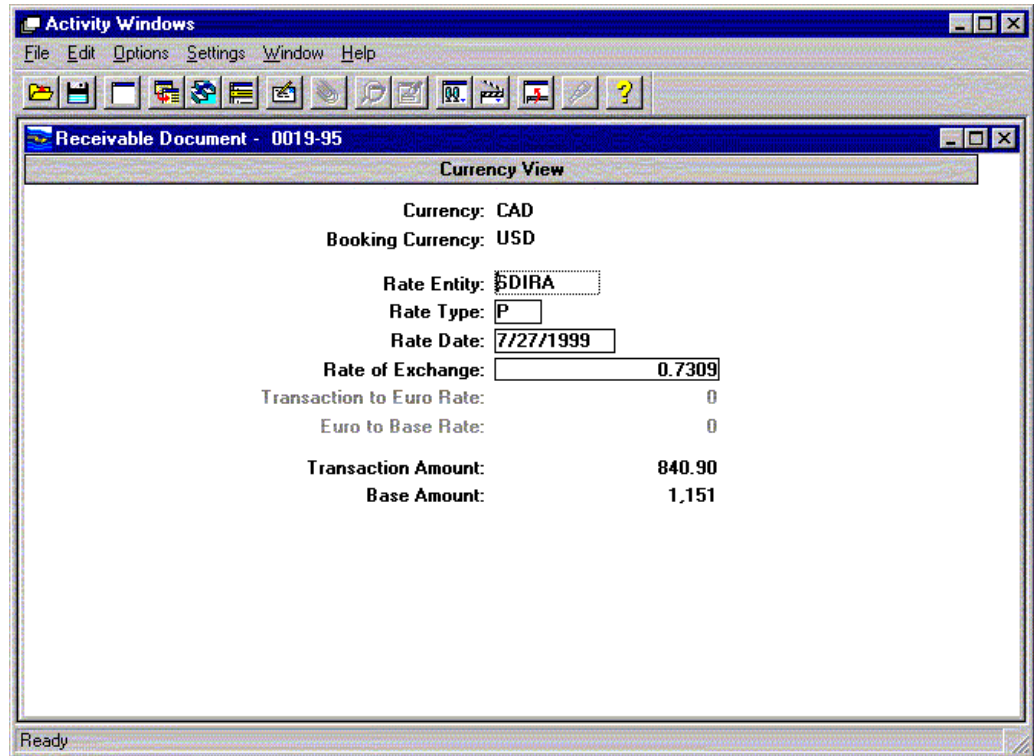 Activity Windows
File Edit Options Settings Window Help
Receivable Document - 0019-95
Currency View
Currency: CAD
Booking Currency: USD
Rate Entity: SDIRA
Rate Type: P
Rate Date: 7/27/1999
Rate of Exchange: 0.7309
Transaction to Euro Rate: 0
Euro to Base Rate: 0
Transaction Amount: 840.90
Base Amount: 1,151
Ready